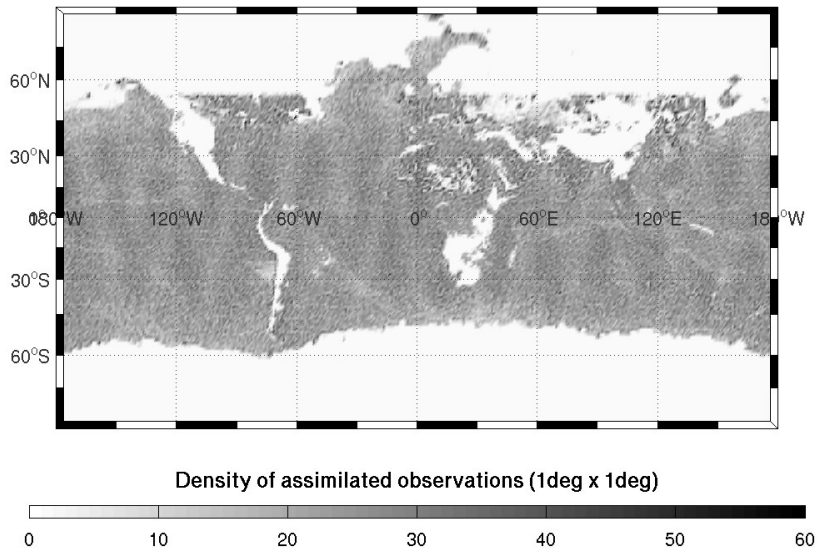 60°N
30°N
0°
180°W 120°W 60°W 0° 60°E 120°E 180°W
30°S
60°S
Density of assimilated observations (1deg x 1deg)
0 10 20 30 40 50 60